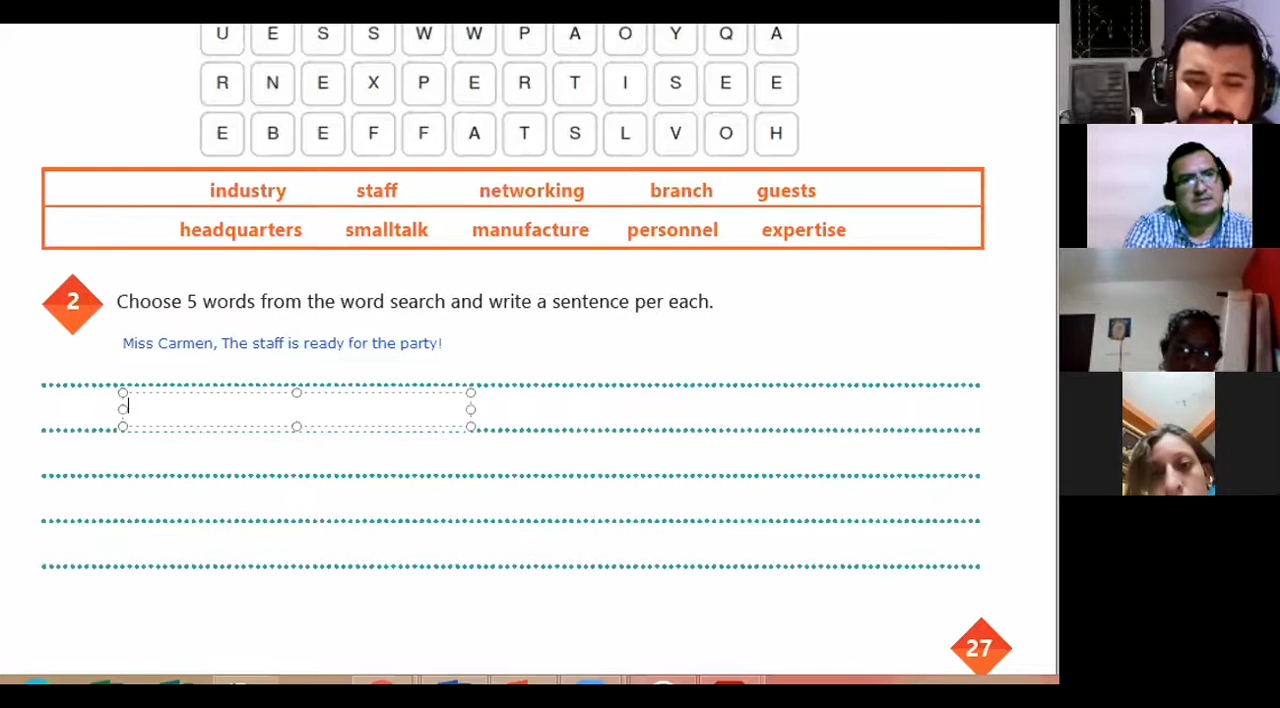 U E S S W W P A O Y Q A
R N E X P E R T I S E E
E B E F F A T S L V O H
industry staff networking branch guests
headquarters smalltalk manufacture personnel expertise
2 Choose 5 words from the word search and write a sentence per each.
Miss Carmen, The staff is ready for the party!
27